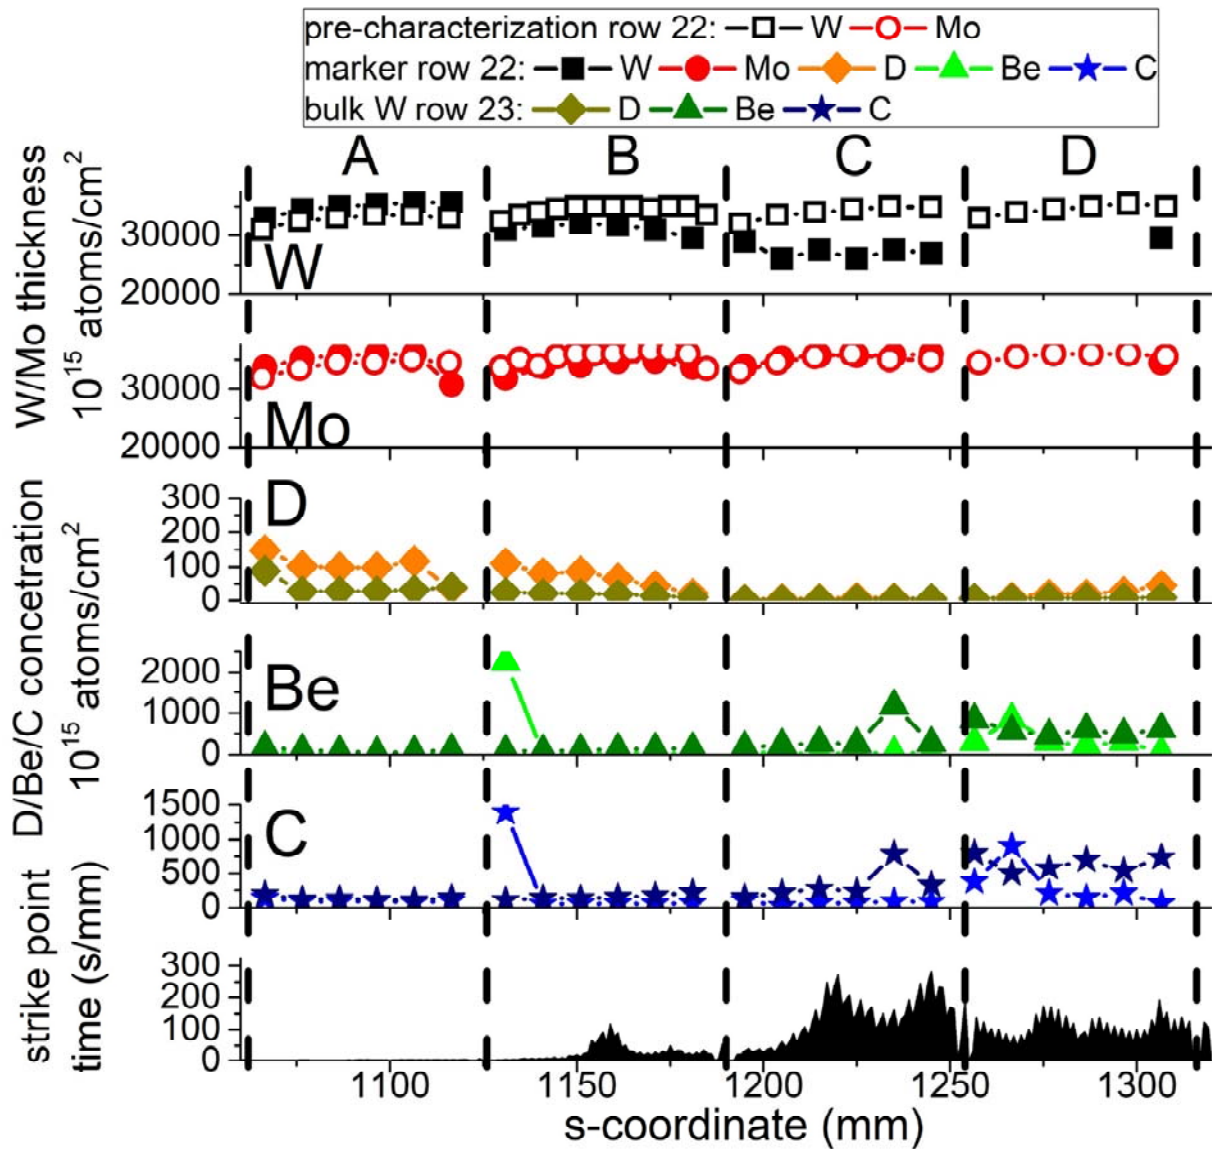 pre-characterization row 22: W Mo
marker row 22: W Mo D Be C
bulk W row 23: D Be C
A B C D
W/Mo thickness
10^15 atoms/cm^2
30000
20000
W
30000
20000
Mo
D/Be/C concetration
10^15 atoms/cm^2
300
200
100
0
D
2000
1000
0
Be
1500
1000
500
0
C
strike point
time (s/mm)
300
200
100
0
1100 1150 1200 1250 1300
s-coordinate (mm)